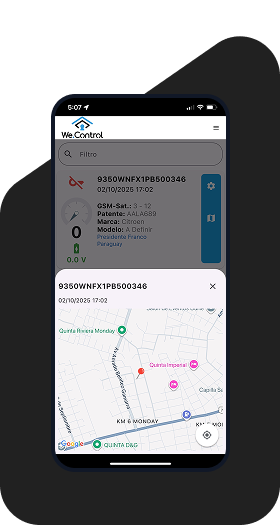 5:07
We.Control
Filtro
9350WNFX1PB500346
02/10/2025 17:02
GSM-Sat.: 3 - 12
Patente: AALA689
Marca: Citroen
Modelo: A Definir
Presidente Franco
Paraguay
0
0.0 V
9350WNFX1PB500346
02/10/2025 17:02
Quinta Riviera Monday
Quinta Imperial
Capilla Sa
KM 6 MONDAY
Google
QUINTA D&G